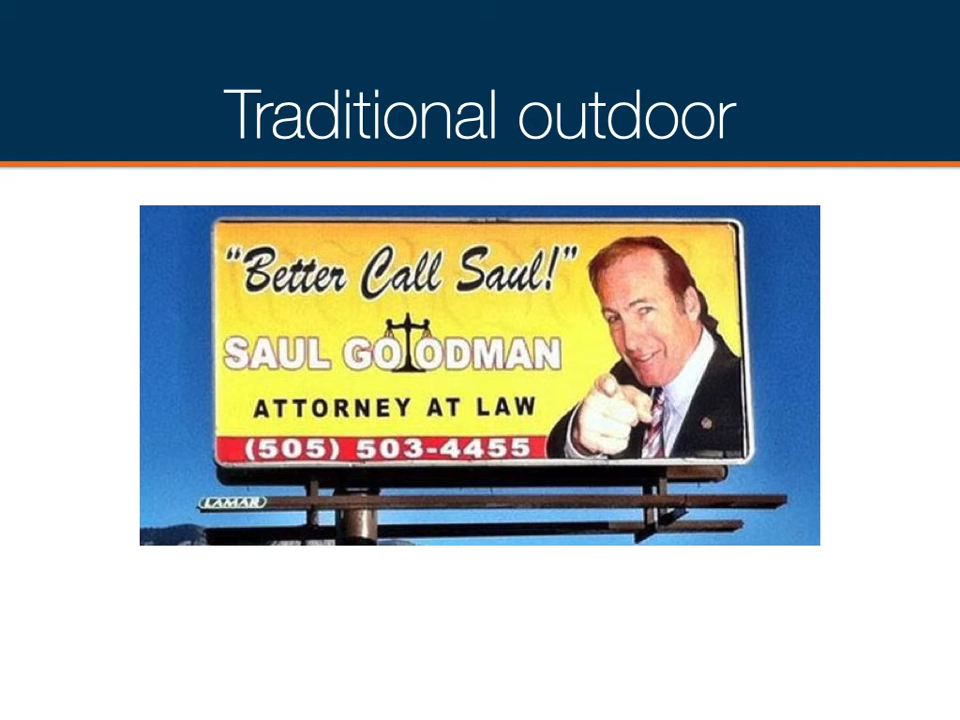 Traditional outdoor
“Better Call Saul!”
SAUL GOODMAN
ATTORNEY AT LAW
(505) 503-4455
LAMAR